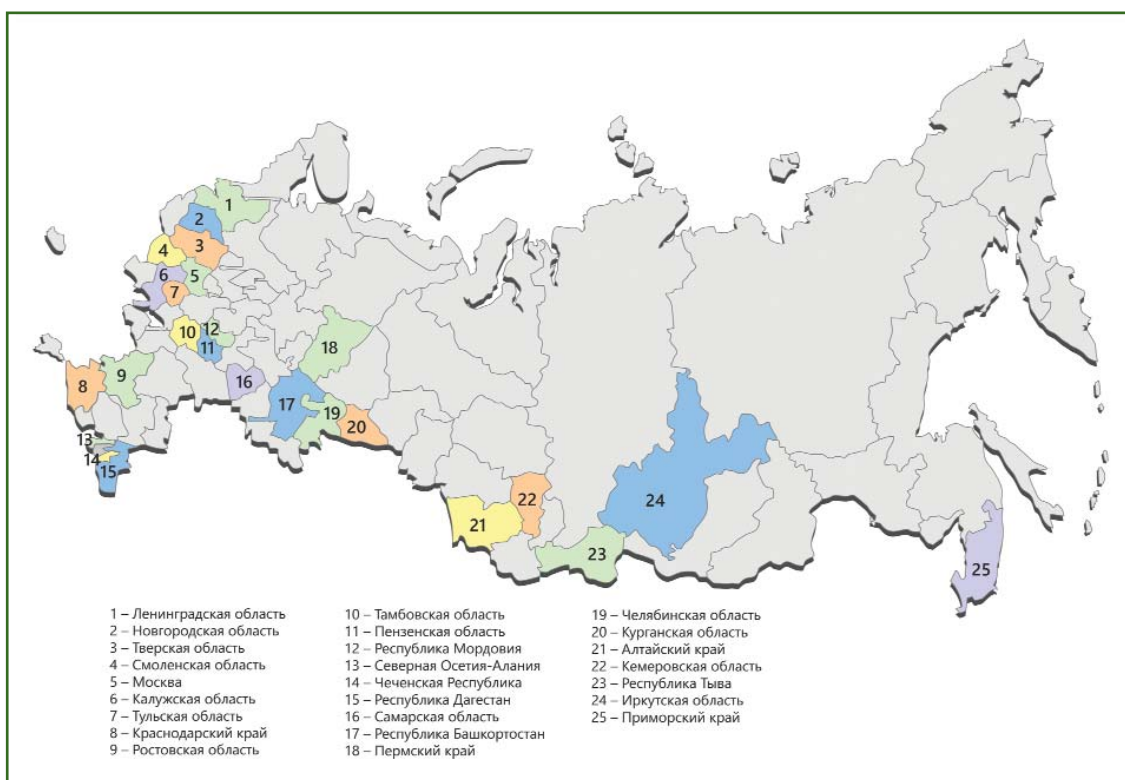 1
2
3
4
5
6
7
8
9
10
11
12
13
14
15
16
17
18
19
20
21
22
23
24
25
1 – Ленинградская область
2 – Новгородская область
3 – Тверская область
4 – Смоленская область
5 – Москва
6 – Калужская область
7 – Тульская область
8 – Краснодарский край
9 – Ростовская область
10 – Тамбовская область
11 – Пензенская область
12 – Республика Мордовия
13 – Северная Осетия-Алания
14 – Чеченская Республика
15 – Республика Дагестан
16 – Самарская область
17 – Республика Башкортостан
18 – Пермский край
19 – Челябинская область
20 – Курганская область
21 – Алтайский край
22 – Кемеровская область
23 – Республика Тыва
24 – Иркутская область
25 – Приморский край